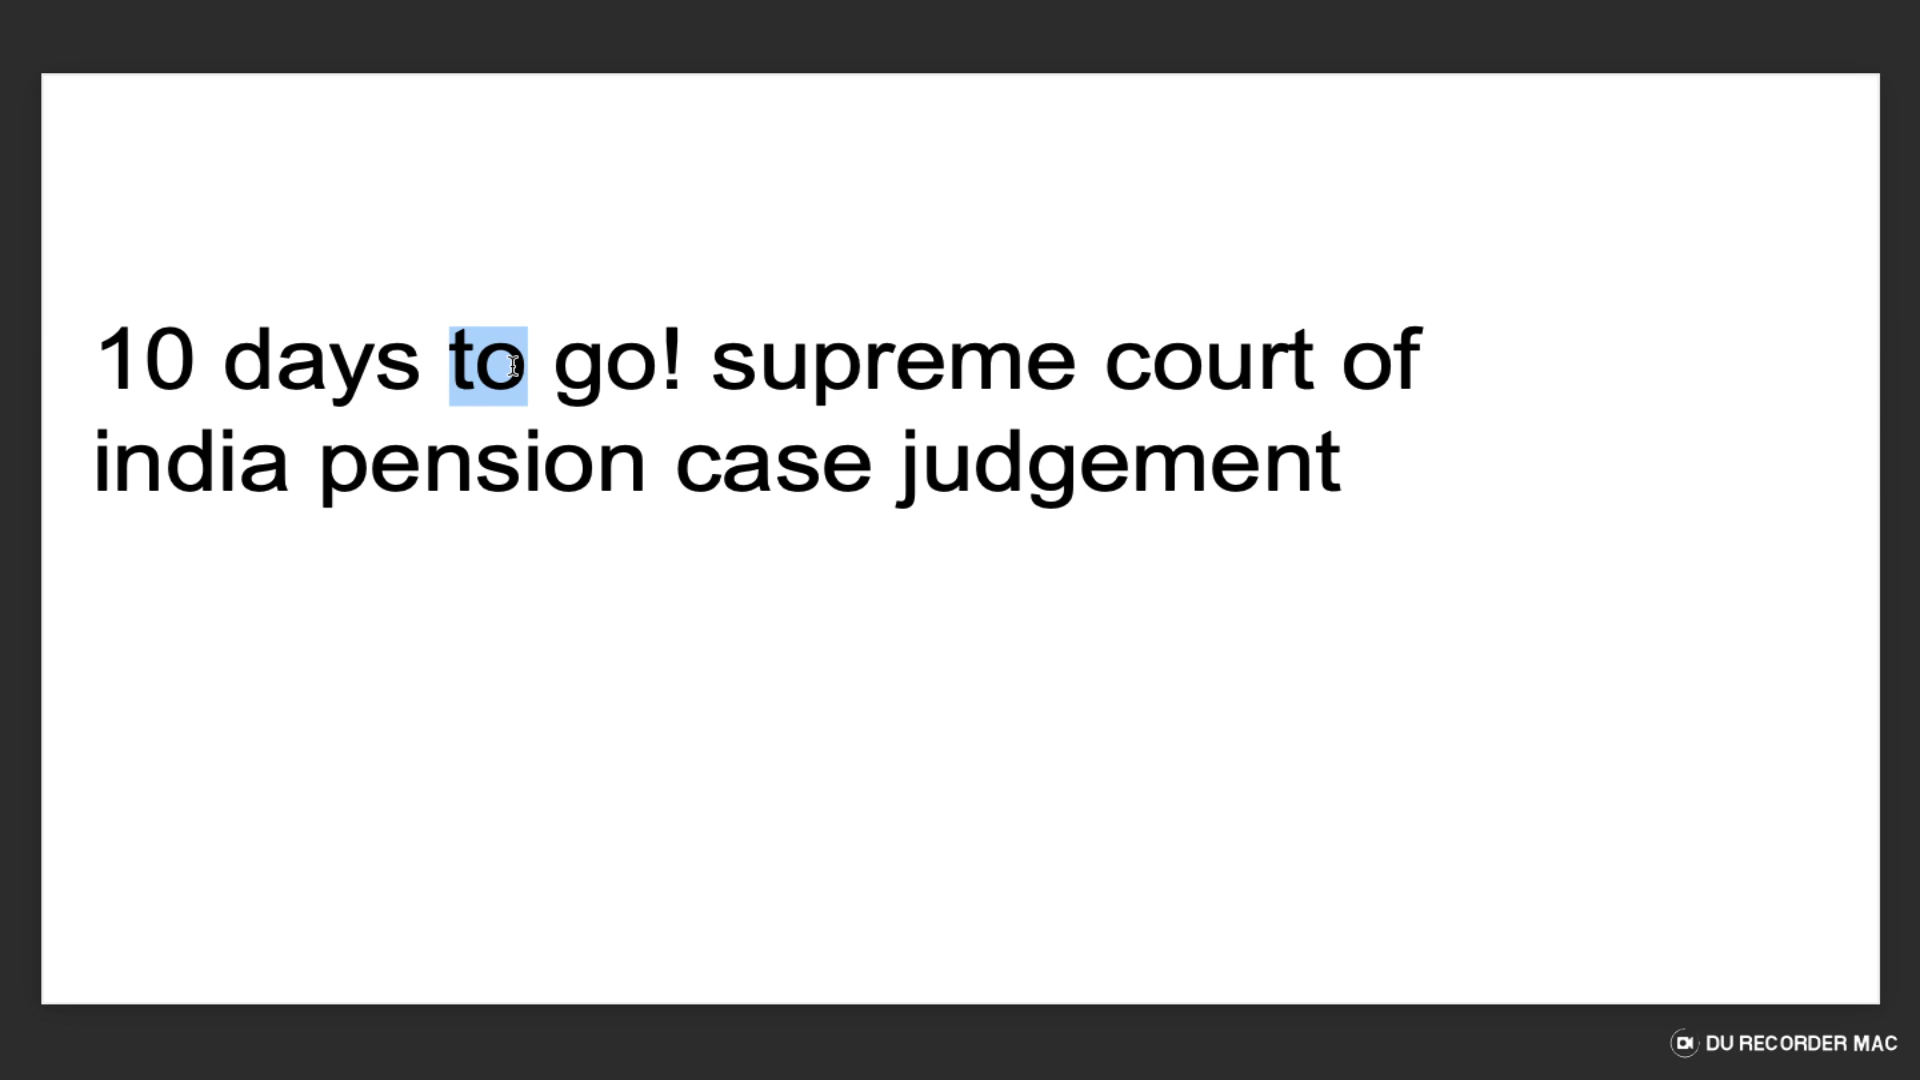 10 days to go! supreme court of
india pension case judgement
DU RECORDER MAC